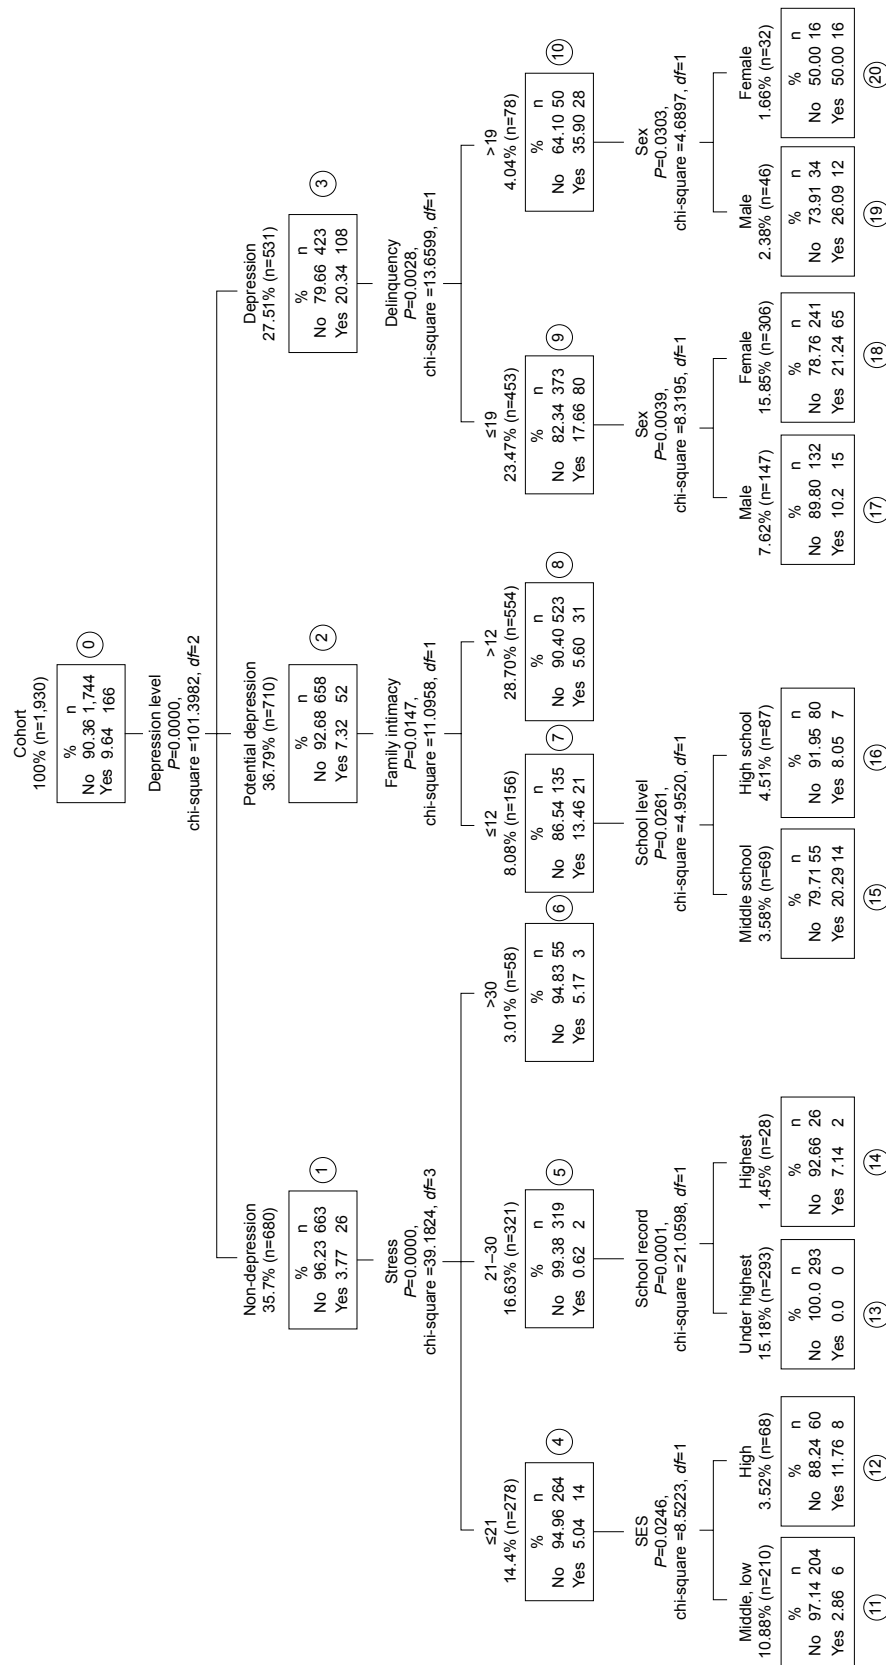 Cohort
100% (n=1,930)
% n
No 90.36 1,744
Yes 9.64 166
0
Depression level
P=0.0000,
chi-square =101.3982, df=2
Non-depression
35.7% (n=680)
% n
No 96.23 663
Yes 3.77 26
1
Stress
P=0.0000,
chi-square =39.1824, df=3
Potential depression
36.79% (n=710)
% n
No 92.68 658
Yes 7.32 52
2
Family intimacy
P=0.0147,
chi-square =11.0958, df=1
Depression
27.51% (n=531)
% n
No 79.66 423
Yes 20.34 108
3
Delinquency
P=0.0028,
chi-square =13.6599, df=1
≤21
14.4% (n=278)
% n
No 94.96 264
Yes 5.04 14
4
SES
P=0.0246,
chi-square =8.5223, df=1
21–30
16.63% (n=321)
% n
No 99.38 319
Yes 0.62 2
5
School record
P=0.0001,
chi-square =21.0598, df=1
>30
3.01% (n=58)
% n
No 94.83 55
Yes 5.17 3
6
≤12
8.08% (n=156)
% n
No 86.54 135
Yes 13.46 21
7
School level
P=0.0261,
chi-square =4.9520, df=1
>12
28.70% (n=554)
% n
No 90.40 523
Yes 5.60 31
8
≤19
23.47% (n=453)
% n
No 82.34 373
Yes 17.66 80
9
Sex
P=0.0039,
chi-square =8.3195, df=1
>19
4.04% (n=78)
% n
No 64.10 50
Yes 35.90 28
10
Sex
P=0.0303,
chi-square =4.6897, df=1
Middle, low
10.88% (n=210)
% n
No 97.14 204
Yes 2.86 6
11
High
3.52% (n=68)
% n
No 88.24 60
Yes 11.76 8
12
Under highest
15.18% (n=293)
% n
No 100.0 293
Yes 0.0 0
13
Highest
1.45% (n=28)
% n
No 92.66 26
Yes 7.14 2
14
Middle school
3.58% (n=69)
% n
No 79.71 55
Yes 20.29 14
15
High school
4.51% (n=87)
% n
No 91.95 80
Yes 8.05 7
16
Male
7.62% (n=147)
% n
No 89.80 132
Yes 10.2 15
17
Female
15.85% (n=306)
% n
No 78.76 241
Yes 21.24 65
18
Male
2.38% (n=46)
% n
No 73.91 34
Yes 26.09 12
19
Female
1.66% (n=32)
% n
No 50.00 16
Yes 50.00 16
20